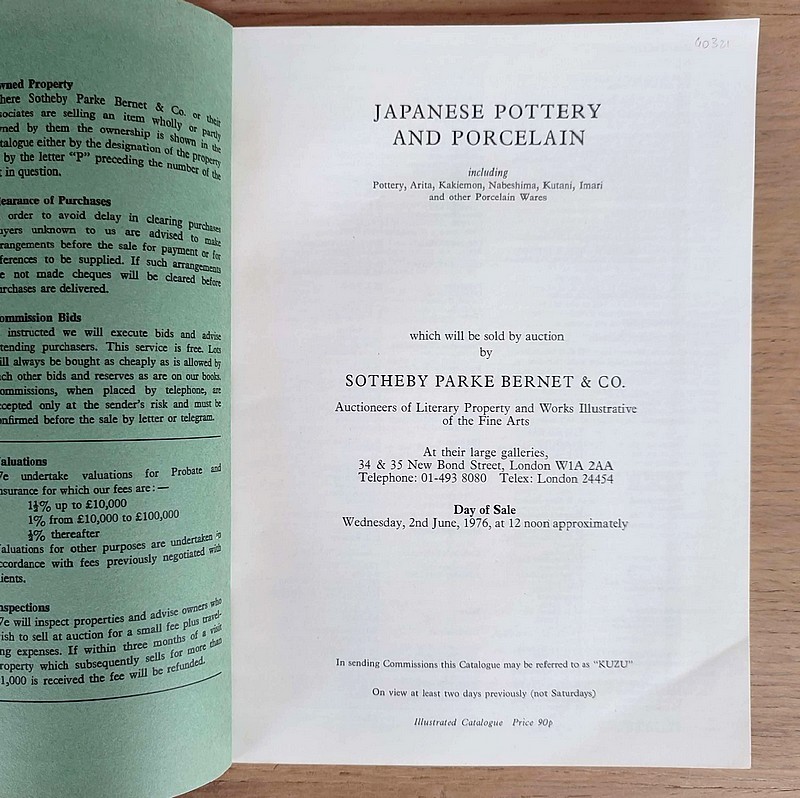 wned Property
here Sotheby Parke Bernet & Co. or their
sociates are selling an item wholly or partly
ned by them the ownership is shown in the
talogue either by the designation of the property
by the letter "P" preceding the number of the
t in question.
earance of Purchases
order to avoid delay in clearing purchases
uyers unknown to us are advised to make
rrangements before the sale for payment or for
ferences to be supplied. If such arrangements
e not made cheques will be cleared before
urchases are delivered.
ommission Bids
instructed we will execute bids and advise
tending purchasers. This service is free. Lots
ill always be bought as cheaply as is allowed by
ch other bids and reserves as are on our books.
ommissions, when placed by telephone, are
cepted only at the sender's risk and must be
onfirmed before the sale by letter or telegram.
aluations
e undertake valuations for Probate and
nsurance for which our fees are:—
1½% up to £10,000
1% from £10,000 to £100,000
½% thereafter
aluations for other purposes are undertaken in
ccordance with fees previously negotiated with
ients.
nspections
e will inspect properties and advise owners who
ish to sell at auction for a small fee plus travel-
ng expenses. If within three months of a visit
roperty which subsequently sells for more than
1,000 is received the fee will be refunded.
40321
JAPANESE POTTERY
AND PORCELAIN
including
Pottery, Arita, Kakiemon, Nabeshima, Kutani, Imari
and other Porcelain Wares
which will be sold by auction
by
SOTHEBY PARKE BERNET & CO.
Auctioneers of Literary Property and Works Illustrative
of the Fine Arts
At their large galleries,
34 & 35 New Bond Street, London W1A 2AA
Telephone: 01-493 8080 Telex: London 24454
Day of Sale
Wednesday, 2nd June, 1976, at 12 noon approximately
In sending Commissions this Catalogue may be referred to as "KUZU"
On view at least two days previously (not Saturdays)
Illustrated Catalogue Price 90p